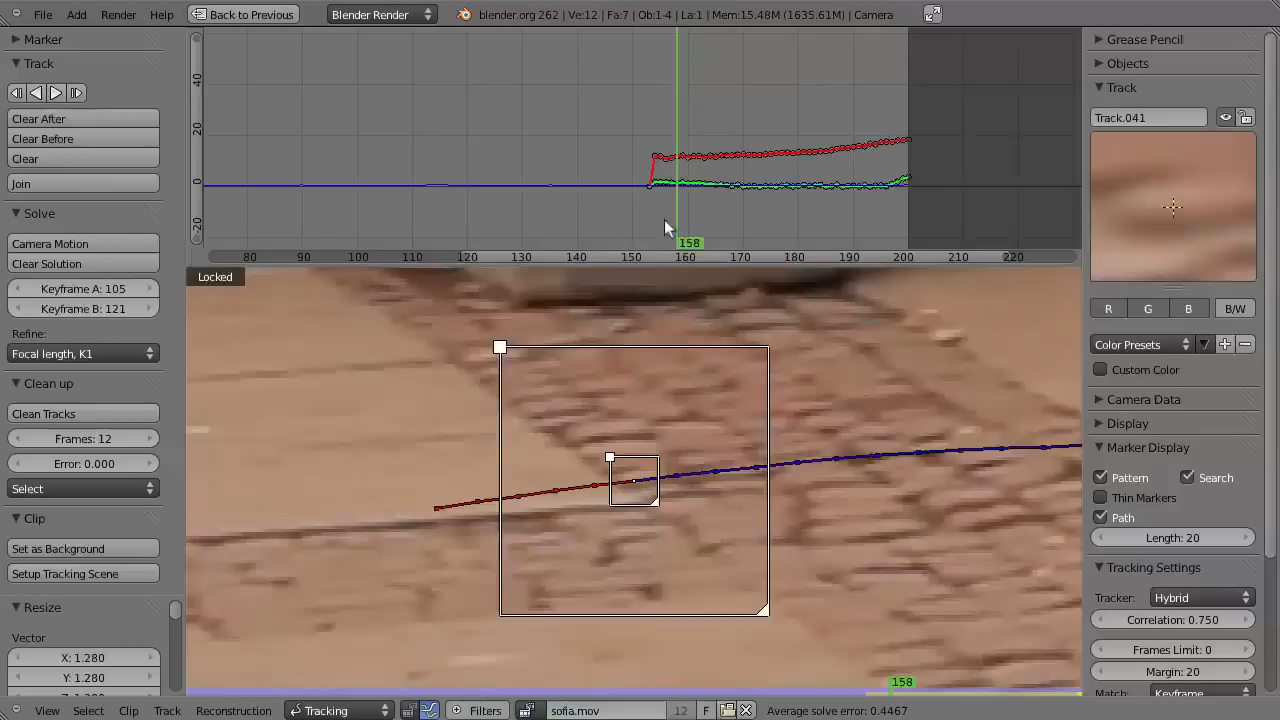 File Add Render Help Back to Previous Blender Render blender.org 262 | Ve:12 | Fa:7 | Ob:1-4 | La:1 | Mem:15.48M (1635.61M) | Camera
Marker
Track
Clear After
Clear Before
Clear
Join
Solve
Camera Motion
Clear Solution
Keyframe A: 105
Keyframe B: 121
Refine:
Focal length, K1
Clean up
Clean Tracks
Frames: 12
Error: 0.000
Select
Clip
Set as Background
Setup Tracking Scene
Resize
Vector
X: 1.280
Y: 1.280
40
20
0
-20
158
80 90 100 110 120 130 140 150 160 170 180 190 200 210 220
Locked
158
Grease Pencil
Objects
Track
Track.041
R G B B/W
Color Presets
Custom Color
Camera Data
Display
Marker Display
Pattern Search
Thin Markers
Path
Length: 20
Tracking Settings
Tracker: Hybrid
Correlation: 0.750
Frames Limit: 0
Margin: 20
Match: Keyframe
View Select Clip Track Reconstruction Tracking Filters sofia.mov 12 F Average solve error: 0.4467